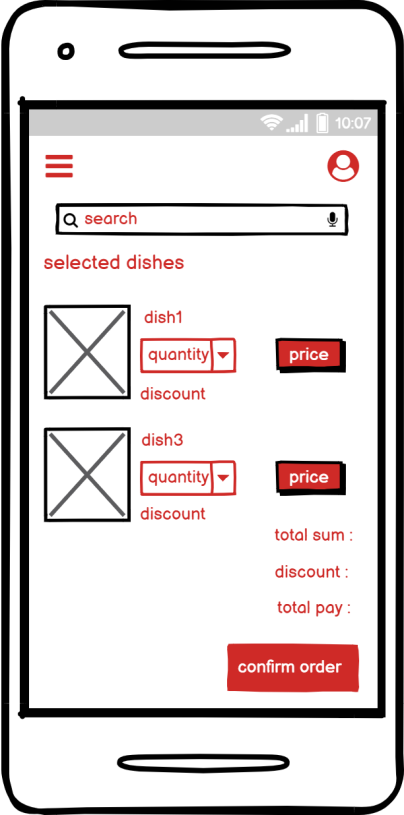 10:07
search
selected dishes
dish1
quantity
price
discount
dish3
quantity
price
discount
total sum :
discount :
total pay :
confirm order